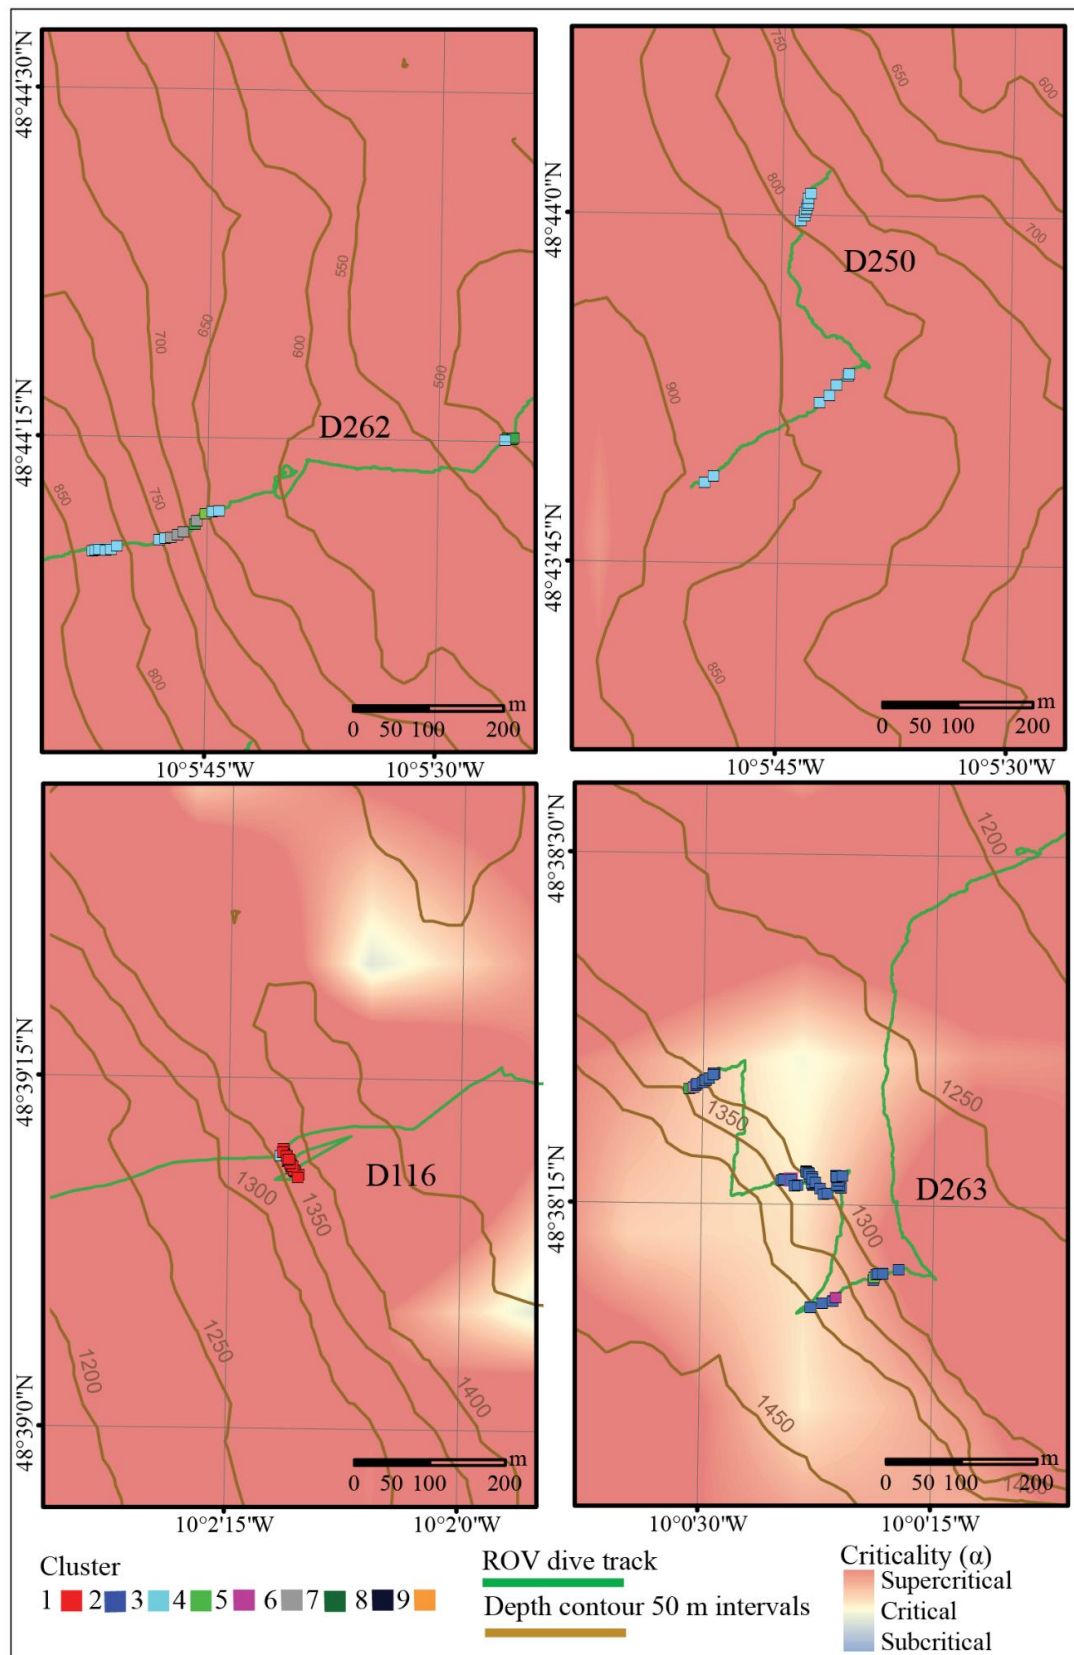 48°44'30"N
48°44'15"N
850
750
800
700
650
600
550
500
D262
m
0 50 100 200
10°5'45"W
10°5'30"W
48°44'0"N
48°43'45"N
750
650
600
800
700
900
850
D250
m
0 50 100 200
10°5'45"W
10°5'30"W
48°39'15"N
48°39'0"N
1300
1350
1250
1200
1400
D116
m
0 50 100 200
10°2'15"W
10°2'0"W
48°38'30"N
48°38'15"N
1200
1250
1350
1300
1450
D263
m
0 50 100 200
10°0'30"W
10°0'15"W
Cluster
1 2 3 4 5 6 7 8 9
ROV dive track
Depth contour 50 m intervals
Criticality (α)
Supercritical
Critical
Subcritical